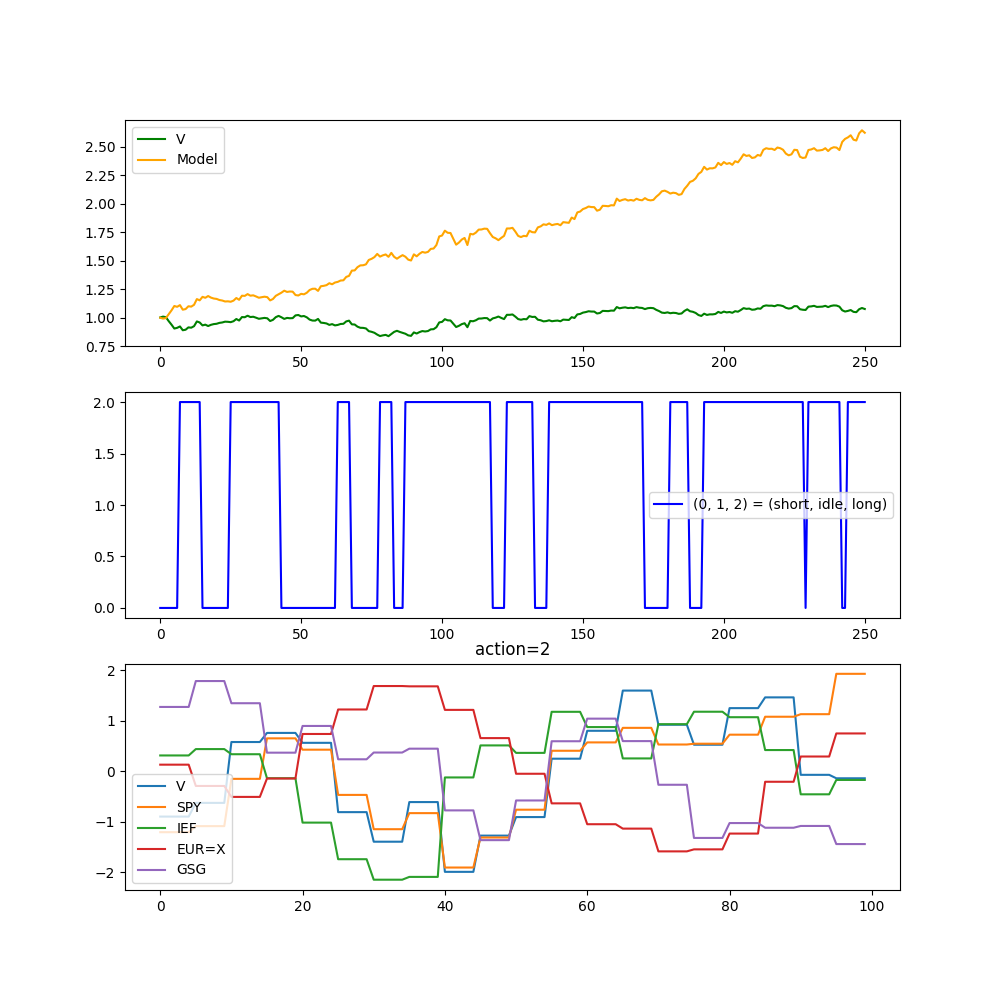 V
Model
2.50
2.25
2.00
1.75
1.50
1.25
1.00
0.75
0 50 100 150 200 250
2.0
1.5
1.0
0.5
0.0
(0, 1, 2) = (short, idle, long)
0 50 100 150 200 250
action=2
2
1
0
−1
−2
V
SPY
IEF
EUR=X
GSG
0 20 40 60 80 100